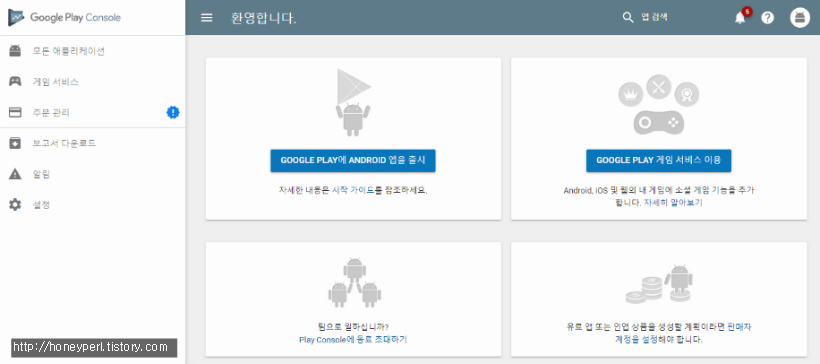 Google Play Console
환영합니다.
앱 검색
5
모든 애플리케이션
게임 서비스
주문 관리
보고서 다운로드
알림
설정
GOOGLE PLAY에 ANDROID 앱을 출시
자세한 내용은 시작 가이드를 참조하세요.
GOOGLE PLAY 게임 서비스 이용
Android, iOS 및 웹의 내 게임에 소셜 게임 기능을 추가
합니다. 자세히 알아보기
팀으로 일하십니까?
Play Console에 동료 초대하기
유료 앱 또는 인앱 상품을 생성할 계획이라면 판매자
계정을 설정해야 합니다.
http://honeyperl.tistory.com